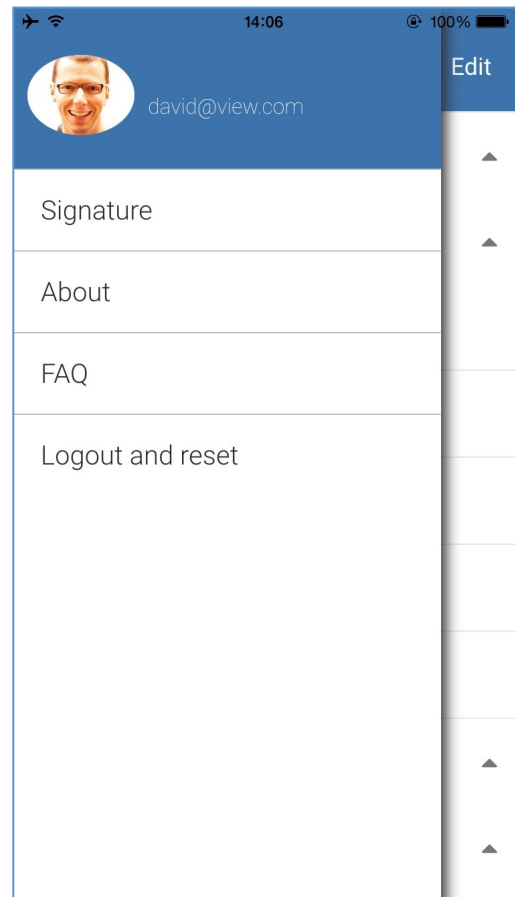 14:06
100%
Edit
david@view.com
Signature
About
FAQ
Logout and reset